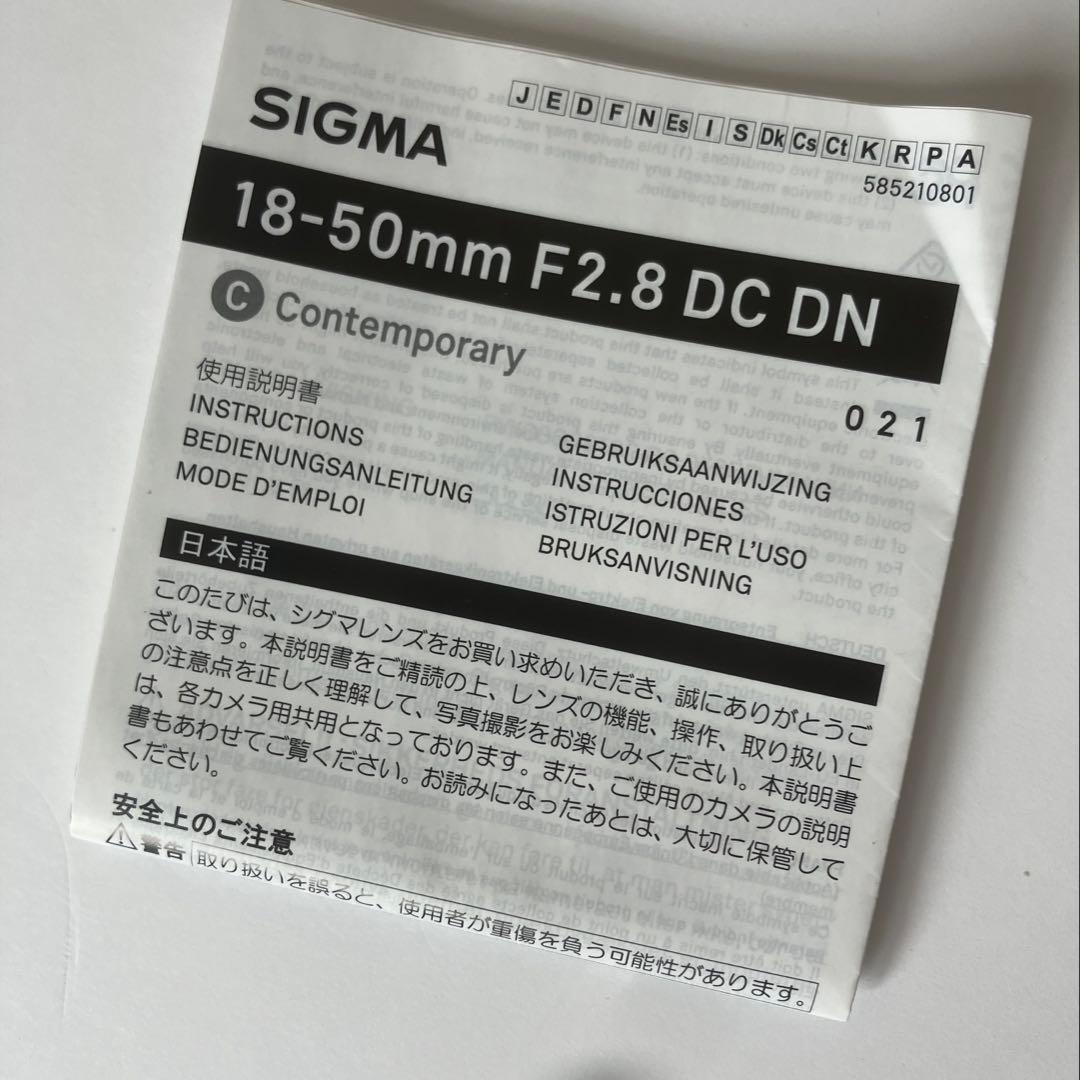 SIGMA
J E D F N Es I S Dk Cs Ct K R P A
585210801
18-50mm F2.8 DC DN
C Contemporary
021
使用説明書
INSTRUCTIONS
BEDIENUNGSANLEITUNG
MODE D'EMPLOI
GEBRUIKSAANWIJZING
INSTRUCCIONES
ISTRUZIONI PER L'USO
BRUKSANVISNING
日本語
このたびは、シグマレンズをお買い求めいただき、誠にありがとうご
ざいます。本説明書をご精読の上、レンズの機能、操作、取り扱い上
の注意点を正しく理解して、写真撮影をお楽しみください。本説明書
は、各カメラ用共用となっております。また、ご使用のカメラの説明
書もあわせてご覧ください。お読みになったあとは、大切に保管して
ください。
安全上のご注意
警告 取り扱いを誤ると、使用者が重傷を負う可能性があります。